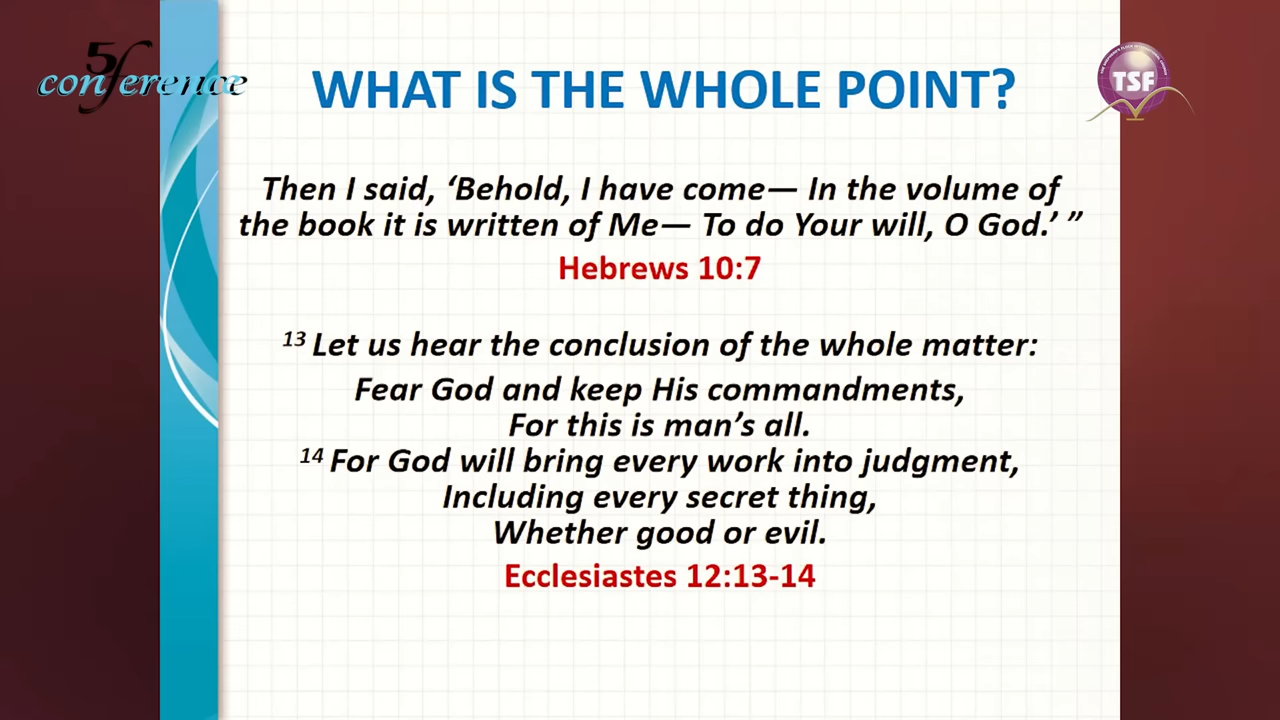 5f
conference
WHAT IS THE WHOLE POINT?
TSF
Then I said, ‘Behold, I have come— In the volume of
the book it is written of Me— To do Your will, O God.’ ”
Hebrews 10:7
13 Let us hear the conclusion of the whole matter:
Fear God and keep His commandments,
For this is man’s all.
14 For God will bring every work into judgment,
Including every secret thing,
Whether good or evil.
Ecclesiastes 12:13-14